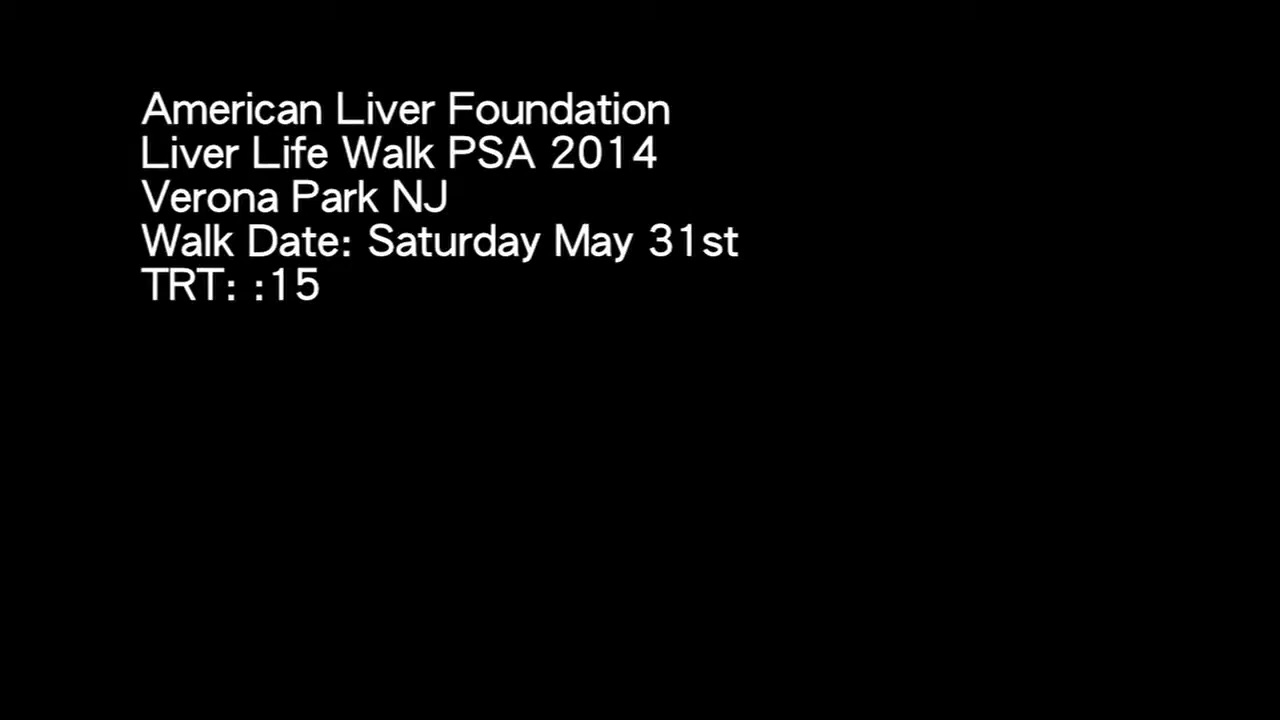 American Liver Foundation
Liver Life Walk PSA 2014
Verona Park NJ
Walk Date: Saturday May 31st
TRT: :15